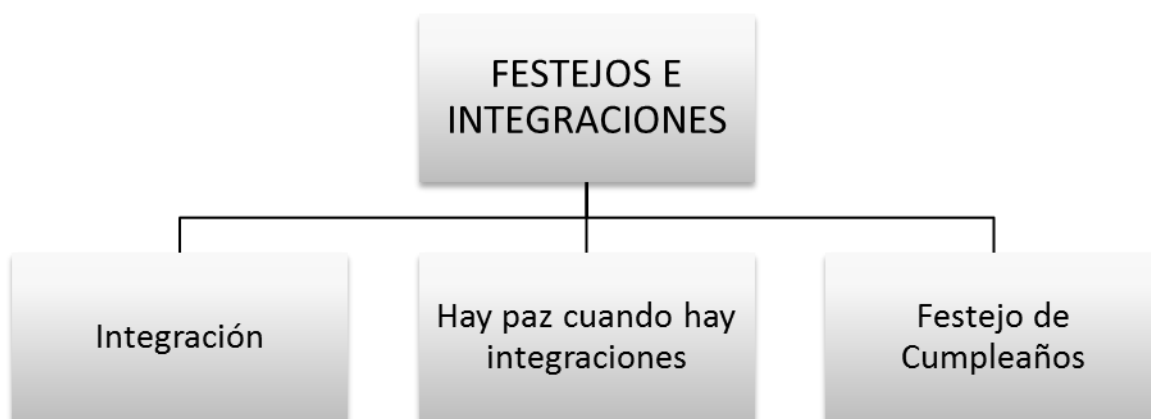 FESTEJOS E
INTEGRACIONES
Integración
Hay paz cuando hay
integraciones
Festejo de
Cumpleaños